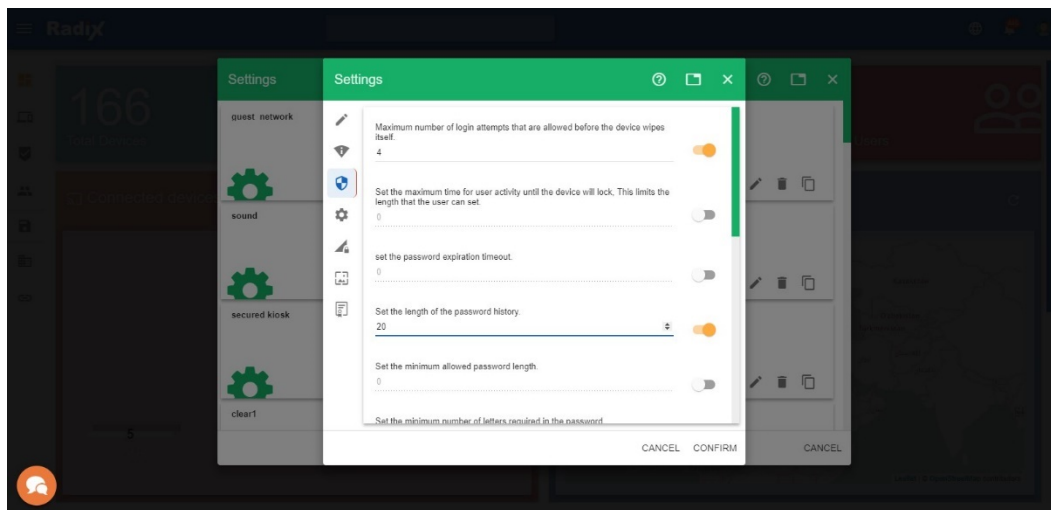 Radix
166
Total Devices
Connected devices
5
Settings
guest network
sound
secured kiosk
clear1
CANCEL
Settings
Maximum number of login attempts that are allowed before the device wipes
itself.
4
Set the maximum time for user activity until the device will lock, This limits the
length that the user can set.
0
set the password expiration timeout.
0
Set the length of the password history.
20
Set the minimum allowed password length.
0
Set the minimum number of letters required in the password
CANCEL CONFIRM